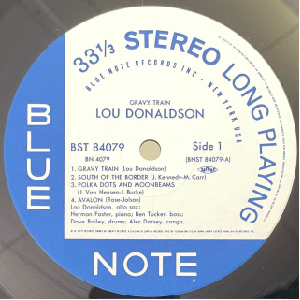 33 1/3 STEREO LONG PLAYING
BLUE NOTE RECORDS INC · NEW YORK USA
GRAVY TRAIN
LOU DONALDSON
BST 84079
Side 1
BN 4079
(BNST 84079-A)
1. GRAVY TRAIN (Lou Donaldson)
2. SOUTH OF THE BORDER (J. Kennedy-M. Carr)
3. POLKA DOTS AND MOONBEAMS
(J. Van Heusen-J. Burke)
4. AVALON (Rose-Jolson)
Lou Donaldson, alto sax;
Herman Foster, piano; Ben Tucker, bass;
Dave Bailey, drums; Alec Dorsey, conga
BLUE
NOTE